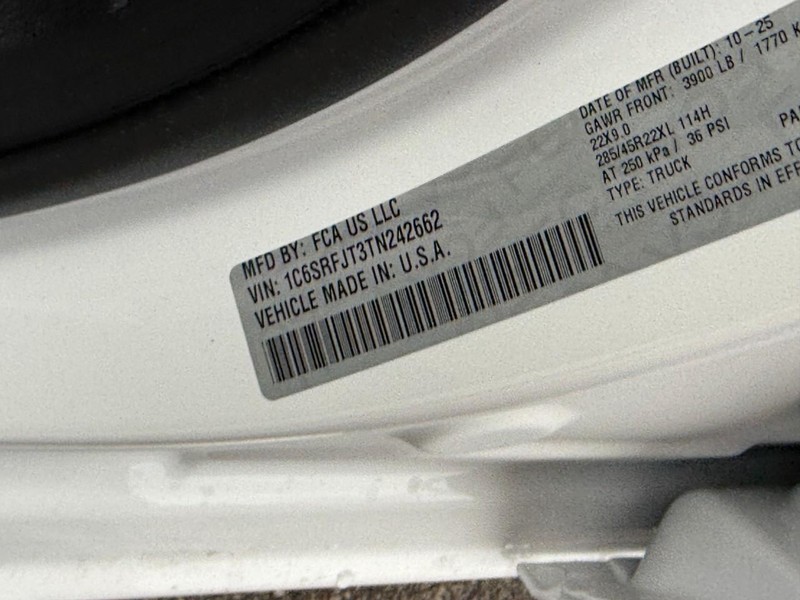 MFD BY: FCA US LLC
VIN: 1C6SRFJT3TN242662
VEHICLE MADE IN: U.S.A.
DATE OF MFR (BUILT): 10-25
GAWR FRONT: 3900 LB / 1770 K
22X9.0
285/45R22XL 114H
AT 250 kPa / 36 PSI
TYPE: TRUCK
PA
THIS VEHICLE CONFORMS TO
STANDARDS IN EFF